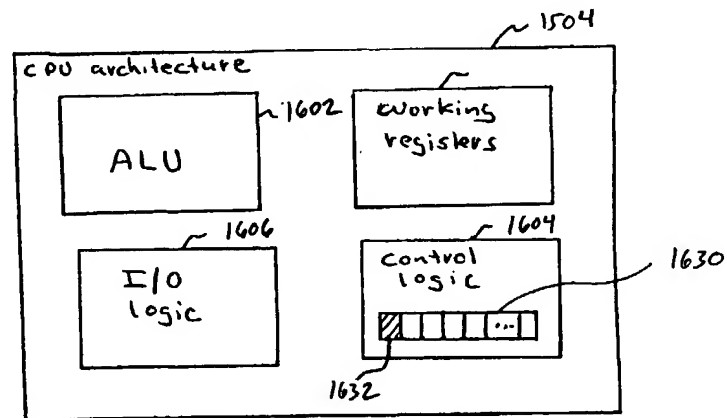 1504
CPU architecture
1602
ALU
Working
registers
1606
I/O
logic
1604
control
logic
1630
...
1632